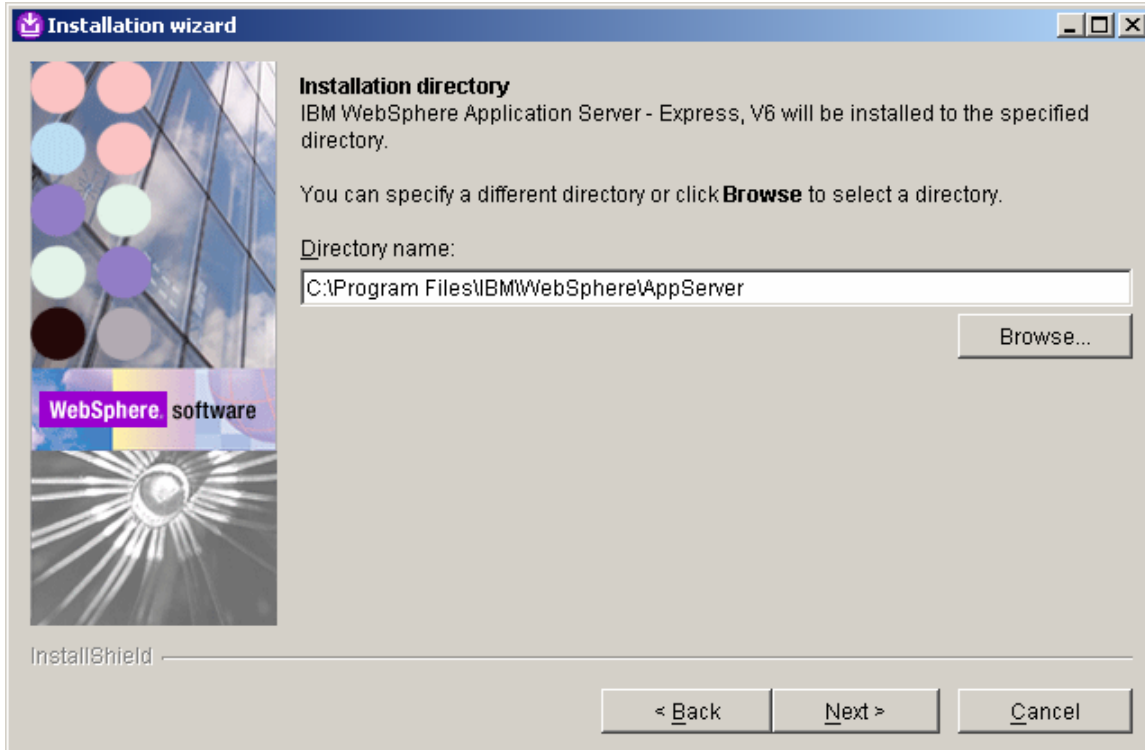 Installation wizard
Installation directory
IBM WebSphere Application Server - Express, V6 will be installed to the specified
directory.
You can specify a different directory or click Browse to select a directory.
Directory name:
C:\Program Files\IBM\WebSphere\AppServer
Browse...
WebSphere. software
InstallShield
< Back
Next >
Cancel